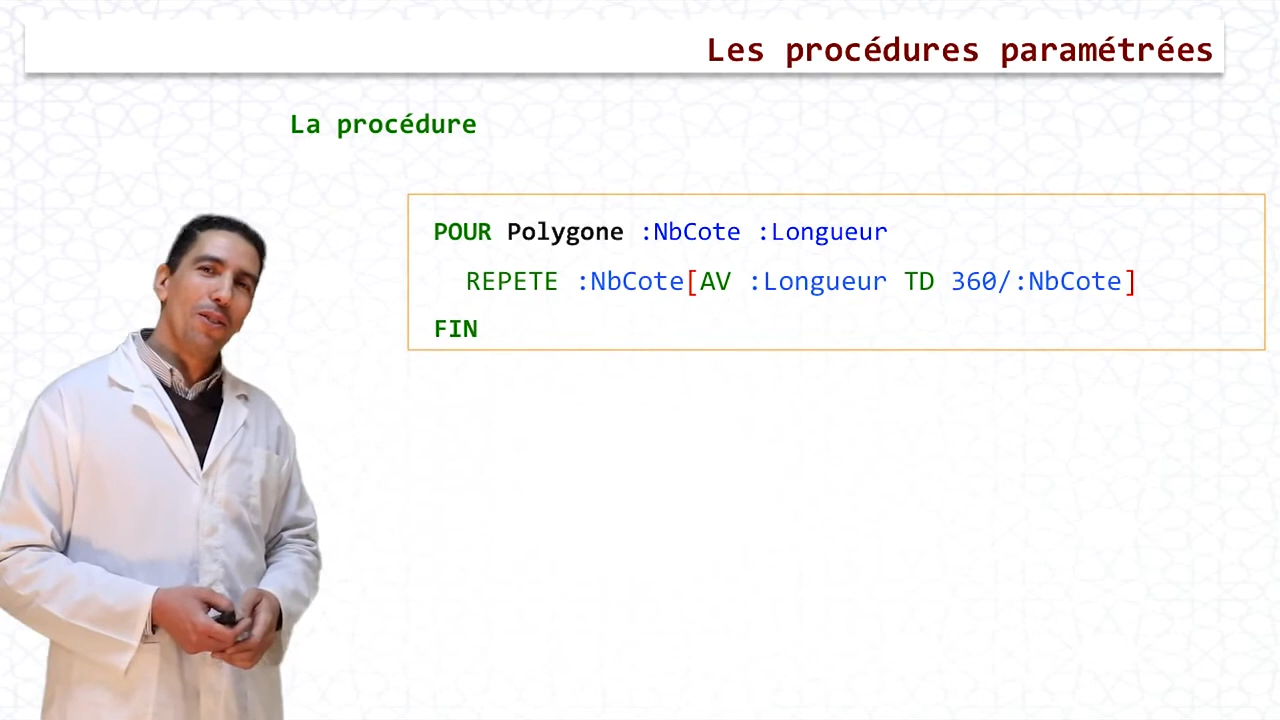 Les procédures paramétrées
La procédure
POUR Polygone :NbCote :Longueur
REPETE :NbCote[AV :Longueur TD 360/:NbCote]
FIN